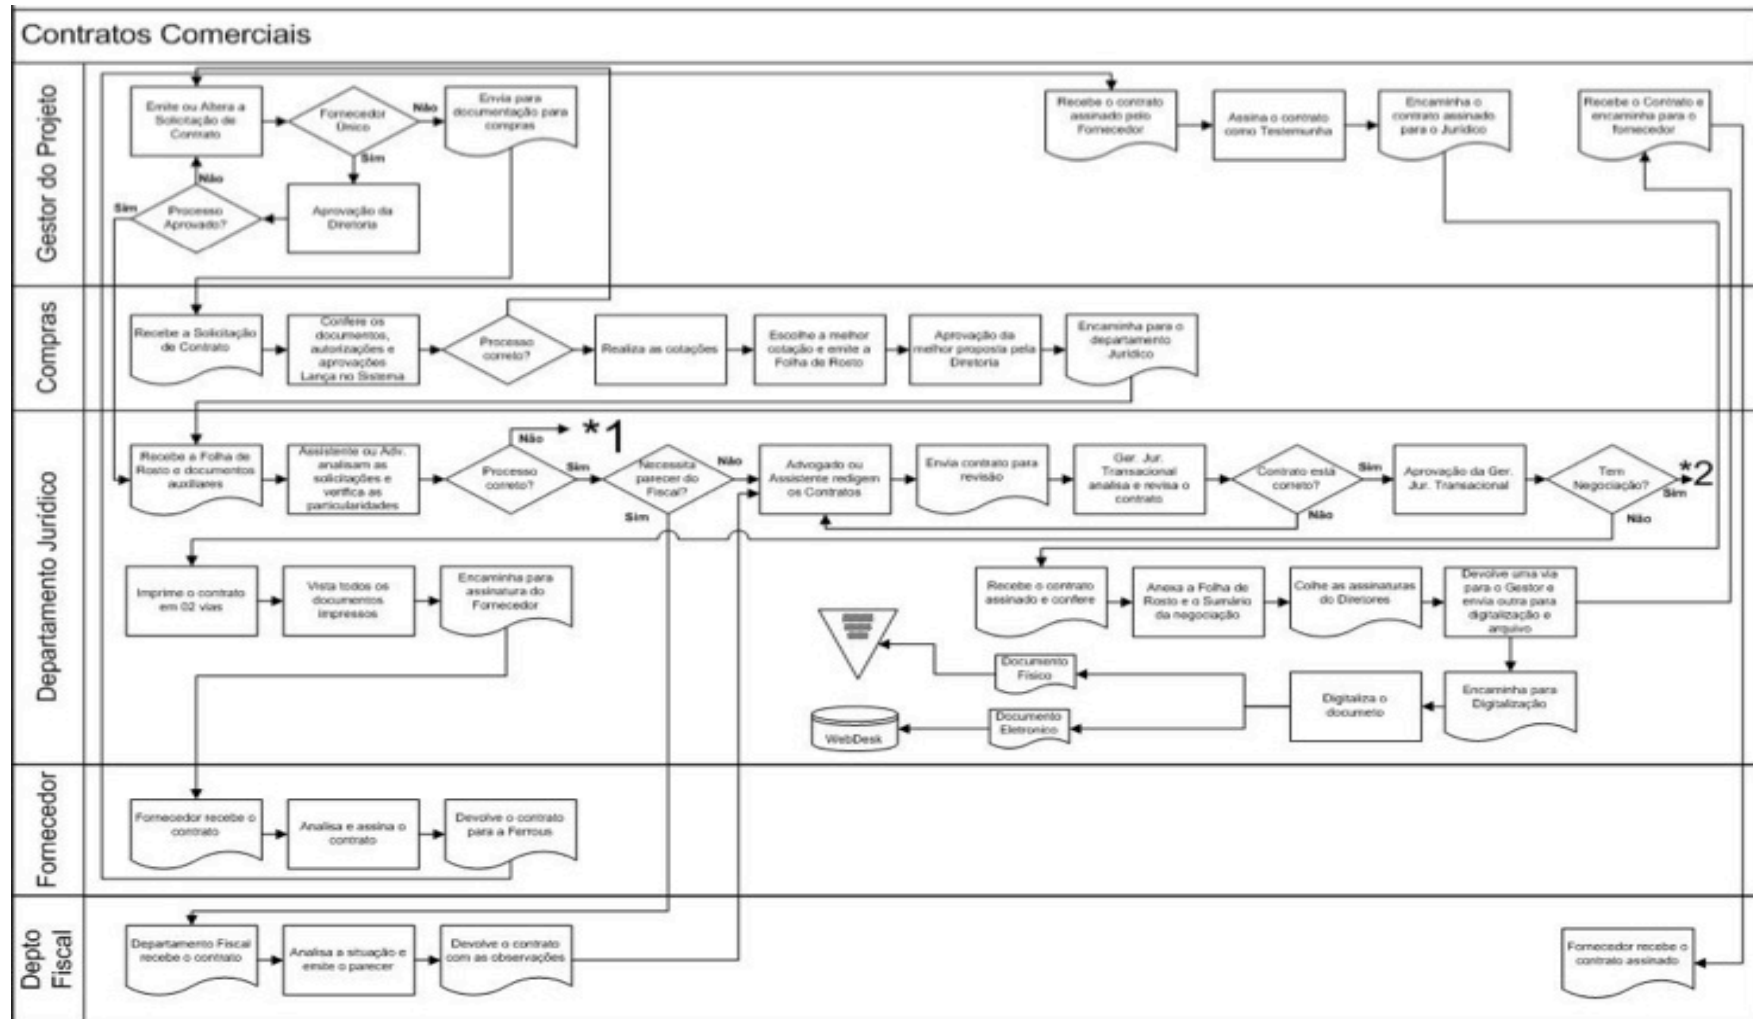 Contratos Comerciais
Gestor do Projeto
Emite ou Altera a
Solicitação de
Contrato
Fornecedor
Único
Não
Envia para
documentação para
compras
Sim
Não
Sim
Processo
Aprovado?
Aprovação da
Diretoria
Recebe o contrato
assinado pelo
Fornecedor
Assina o contrato
como Testemunha
Encaminha o
contrato assinado
para o Jurídico
Recebe o Contrato e
encaminha para o
fornecedor
Compras
Recebe a Solicitação
de Contrato
Confere os
documentos,
autorizações e
aprovações
Lança no Sistema
Processo
correto?
Realiza as cotações
Escolhe a melhor
cotação e emite a
Folha de Rosto
Aprovação da
melhor proposta pela
Diretoria
Encaminha para o
departamento
Jurídico
Departamento Jurídico
Recebe a Folha de
Rosto e documentos
auxiliares
Assistente ou Adv.
analisam as
solicitações e
verifica as
particularidades
Processo
correto?
Não
*1
Sim
Necessita
parecer do
Fiscal?
Não
Sim
Advogado ou
Assistente redigem
os Contratos
Envia contrato para
revisão
Ger. Jur.
Transacional
analisa e revisa o
contrato
Contrato está
correto?
Sim
Não
Aprovação da Ger.
Jur. Transacional
Tem
Negociação?
Sim
*2
Não
Imprime o contrato
em 02 vias
Vista todos os
documentos
impressos
Encaminha para
assinatura do
Fornecedor
Recebe o contrato
assinado e confere
Anexa a Folha de
Rosto e o Sumário
da negociação
Colhe as assinaturas
do Diretores
Devolve uma via
para o Gestor e
envia outra para
digitalização e
arquivo
Documento
Físico
Documento
Eletronico
WebDesk
Digitaliza o
documeto
Encaminha para
Digitalização
Fornecedor
Fornecedor recebe o
contrato
Analisa e assina o
contrato
Devolve o contrato
para a Ferrous
Depto
Fiscal
Departamento Fiscal
recebe o contrato
Analisa a situação e
emite o parecer
Devolve o contrato
com as observações
Fornecedor recebe o
contrato assinado